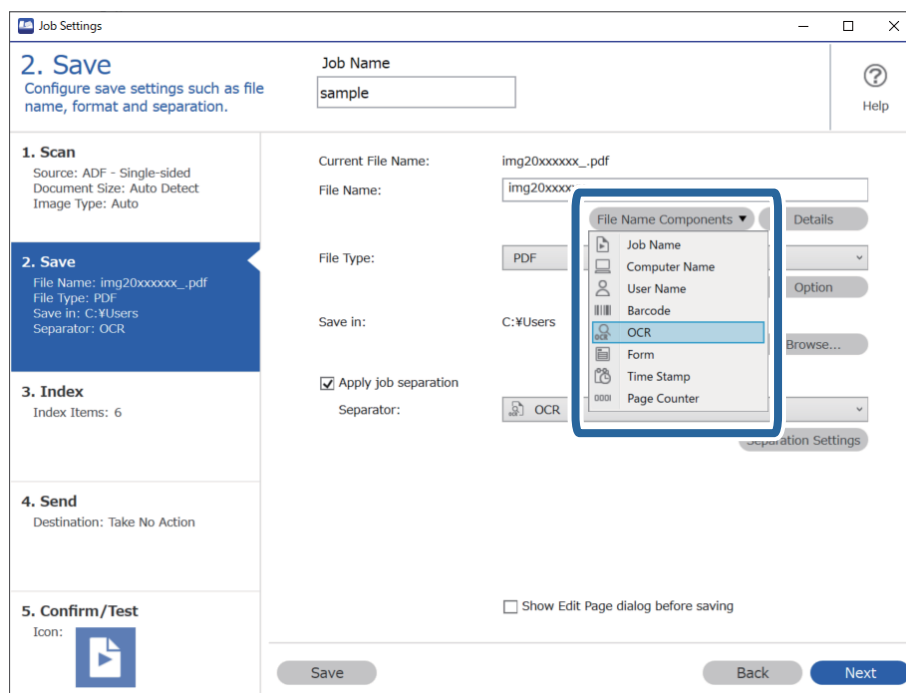 Job Settings
2. Save
Configure save settings such as file
name, format and separation.
Job Name
sample
Help
1. Scan
Source: ADF - Single-sided
Document Size: Auto Detect
Image Type: Auto
2. Save
File Name: img20xxxxxx_.pdf
File Type: PDF
Save in: C:¥Users
Separator: OCR
3. Index
Index Items: 6
4. Send
Destination: Take No Action
5. Confirm/Test
Icon:
Current File Name: img20xxxxxx_.pdf
File Name: img20xxxx
File Name Components ▼ Details
Job Name
Computer Name
User Name
Barcode
OCR OCR
Form
Time Stamp
Page Counter
File Type: PDF
Option
Save in: C:¥Users
Browse...
Apply job separation
Separator: OCR
Separation Settings
Show Edit Page dialog before saving
Save Back Next